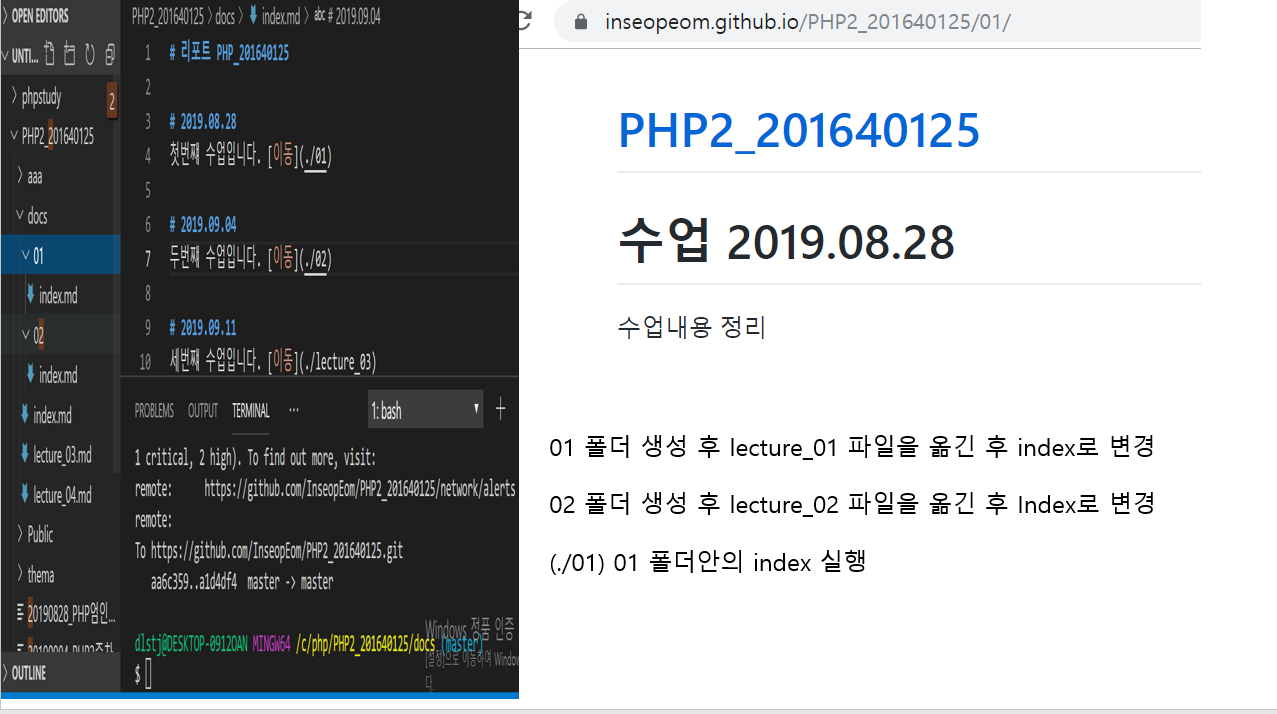 OPEN EDITORS
UNTI...
phpstudy
2
PHP2_201640125
aaa
docs
01
index.md
02
index.md
index.md
lecture_03.md
lecture_04.md
Public
thema
20190828_PHP엄인...
OUTLINE
PHP2_201640125 > docs > index.md > abc # 2019.09.04
1 # 리포트 PHP_201640125
2
3 # 2019.08.28
4 첫번째 수업입니다. [이동](./01)
5
6 # 2019.09.04
7 두번째 수업입니다. [이동](./02)
8
9 # 2019.09.11
10 세번째 수업입니다. [이동](./lecture_03)
PROBLEMS OUTPUT TERMINAL ... 1: bash
1 critical, 2 high). To find out more, visit:
remote: https://github.com/InseopEom/PHP2_201640125/network/alerts
remote:
To https://github.com/InseopEom/PHP2_201640125.git
aa6c359..a1d4df4 master -> master
dlstj@DESKTOP-0912OAN MINGW64 /c/php/PHP2_201640125/docs (master)
$
Windows 정품 인증
[설정]으로 이동하여 Window
다.
inseopeom.github.io/PHP2_201640125/01/
PHP2_201640125
수업 2019.08.28
수업내용 정리
01 폴더 생성 후 lecture_01 파일을 옮긴 후 index로 변경
02 폴더 생성 후 lecture_02 파일을 옮긴 후 Index로 변경
(./01) 01 폴더안의 index 실행